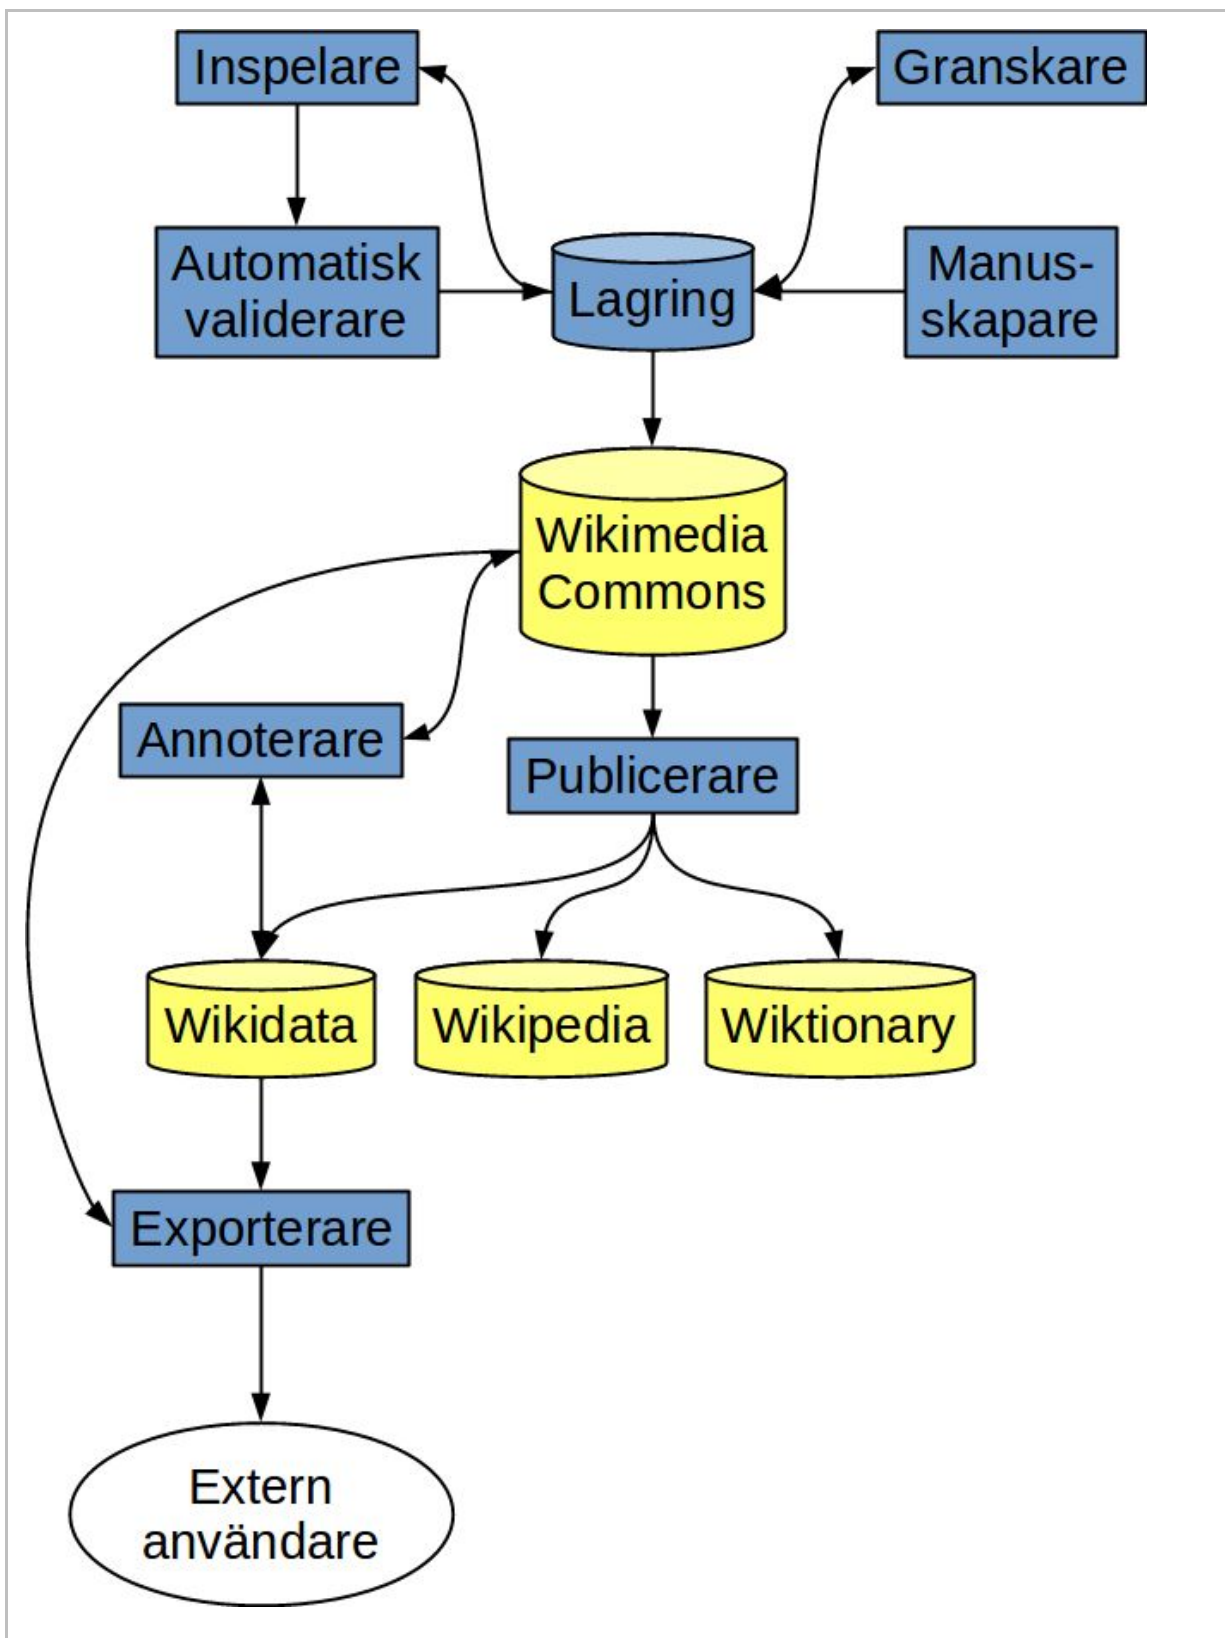 Inspelare
Granskare
Automatisk
validerare
Lagring
Manus-
skapare
Wikimedia
Commons
Annoterare
Publicerare
Wikidata
Wikipedia
Wiktionary
Exporterare
Extern
användare